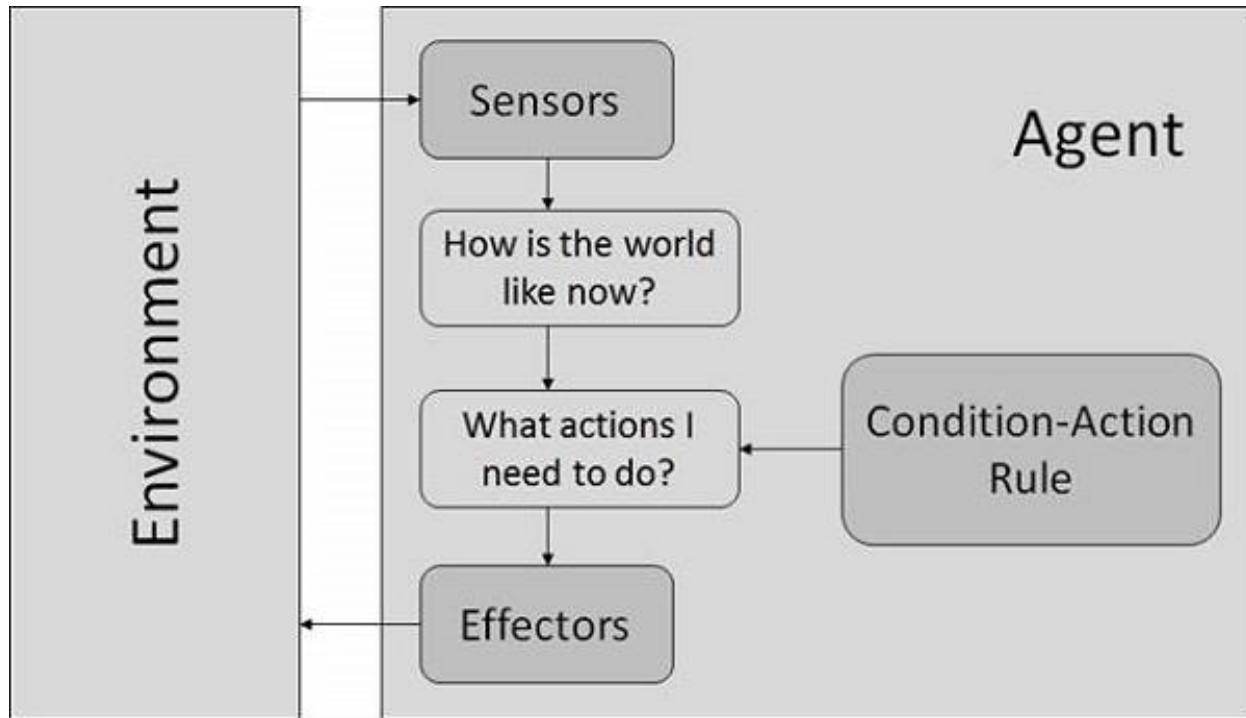 Environment
Agent
Sensors
How is the world
like now?
What actions I
need to do?
Condition-Action
Rule
Effectors